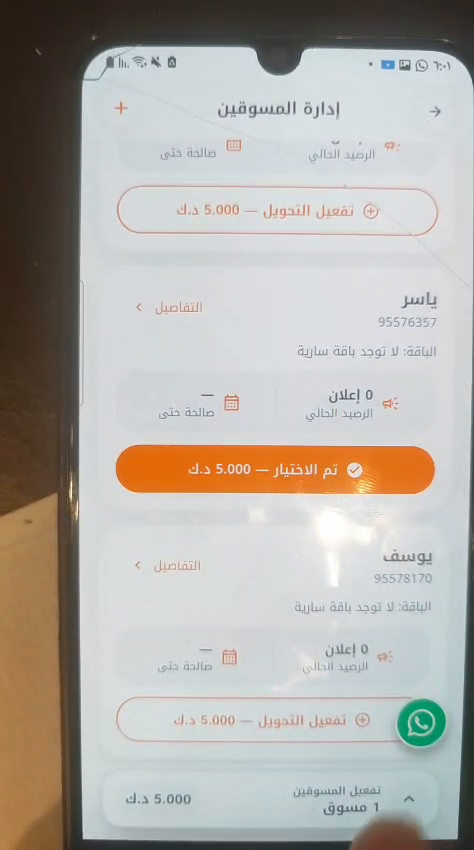 ٦:٠١
إدارة المسوقين
الرصيد الحالي
صالحة حتى
تفعيل التحويل — 5.000 د.ك
ياسر
التفاصيل
95576357
الباقة: لا توجد باقة سارية
0 إعلان
—
الرصيد الحالي
صالحة حتى
تم الاختيار — 5.000 د.ك
يوسف
التفاصيل
95578170
الباقة: لا توجد باقة سارية
0 إعلان
—
الرصيد الحالي
صالحة حتى
تفعيل التحويل — 5.000 د.ك
تفعيل المسوقين
1 مسوق
5.000 د.ك